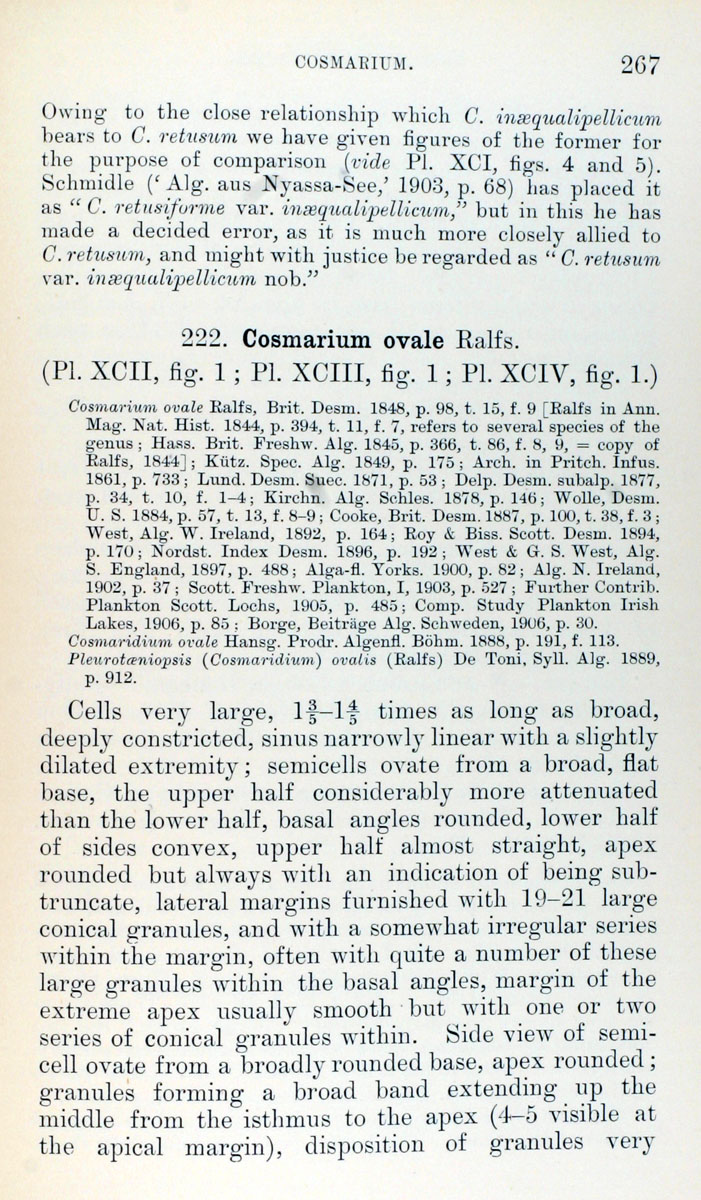 COSMARIUM. 267
Owing to the close relationship which C. inæqualipellicum
bears to C. retusum we have given figures of the former for
the purpose of comparison (vide Pl. XCI, figs. 4 and 5).
Schmidle (‘ Alg. aus Nyassa-See,’ 1903, p. 68) has placed it
as “ C. retusiforme var. inæqualipellicum,” but in this he has
made a decided error, as it is much more closely allied to
C. retusum, and might with justice be regarded as “ C. retusum
var. inæqualipellicum nob.”
222. Cosmarium ovale Ralfs.
(Pl. XCII, fig. 1 ; Pl. XCIII, fig. 1 ; Pl. XCIV, fig. 1.)
Cosmarium ovale Ralfs, Brit. Desm. 1848, p. 98, t. 15, f. 9 [Ralfs in Ann.
Mag. Nat. Hist. 1844, p. 394, t. 11, f. 7, refers to several species of the
genus ; Hass. Brit. Freshw. Alg. 1845, p. 366, t. 86, f. 8, 9, = copy of
Ralfs, 1844] ; Kütz. Spec. Alg. 1849, p. 175 ; Arch. in Pritch. Infus.
1861, p. 733 ; Lund. Desm. Suec. 1871, p. 53 ; Delp. Desm. subalp. 1877,
p. 34, t. 10, f. 1–4 ; Kirchn. Alg. Schles. 1878, p. 146 ; Wolle, Desm.
U. S. 1884, p. 57, t. 13, f. 8–9 ; Cooke, Brit. Desm. 1887, p. 100, t. 38, f. 3 ;
West, Alg. W. Ireland, 1892, p. 164 ; Roy & Biss. Scott. Desm. 1894,
p. 170 ; Nordst. Index Desm. 1896, p. 192 ; West & G. S. West, Alg.
S. England, 1897, p. 488 ; Alga-fl. Yorks. 1900, p. 82 ; Alg. N. Ireland,
1902, p. 37 ; Scott. Freshw. Plankton, I, 1903, p. 527 ; Further Contrib.
Plankton Scott. Lochs, 1905, p. 485 ; Comp. Study Plankton Irish
Lakes, 1906, p. 85 ; Borge, Beiträge Alg. Schweden, 1906, p. 30.
Cosmaridium ovale Hansg. Prodr. Algenfl. Böhm. 1888, p. 191, f. 113.
Pleurotæniopsis (Cosmaridium) ovalis (Ralfs) De Toni, Syll. Alg. 1889,
p. 912.
Cells very large, 1⅗–1⅘ times as long as broad,
deeply constricted, sinus narrowly linear with a slightly
dilated extremity ; semicells ovate from a broad, flat
base, the upper half considerably more attenuated
than the lower half, basal angles rounded, lower half
of sides convex, upper half almost straight, apex
rounded but always with an indication of being sub-
truncate, lateral margins furnished with 19–21 large
conical granules, and with a somewhat irregular series
within the margin, often with quite a number of these
large granules within the basal angles, margin of the
extreme apex usually smooth but with one or two
series of conical granules within. Side view of semi-
cell ovate from a broadly rounded base, apex rounded ;
granules forming a broad band extending up the
middle from the isthmus to the apex (4–5 visible at
the apical margin), disposition of granules very